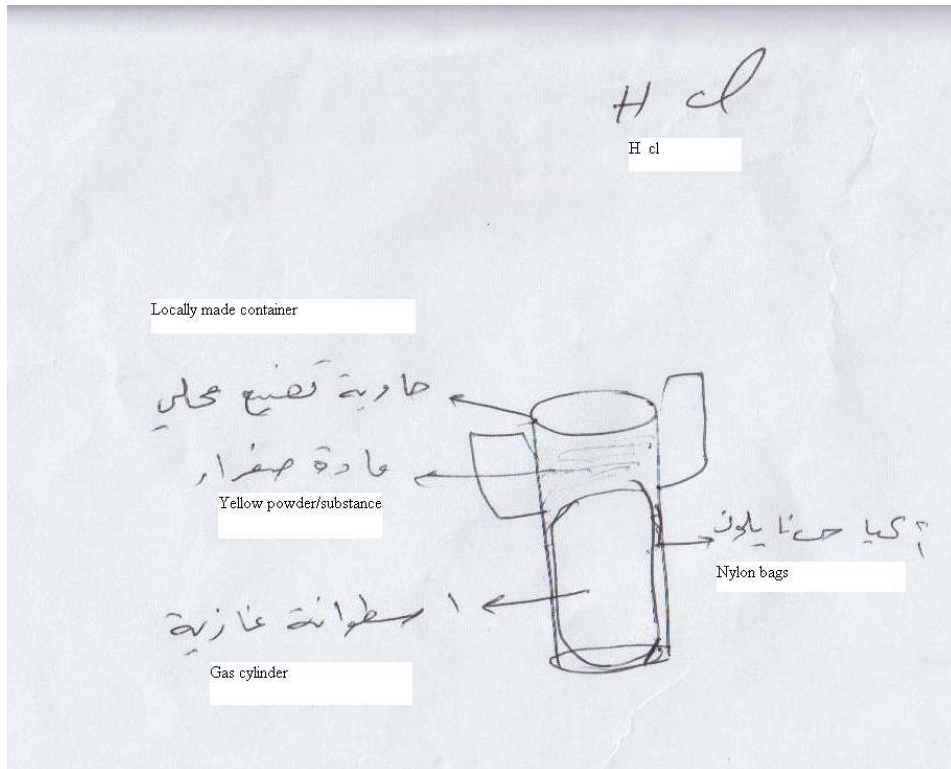 H cl
H cl
Locally made container
حاوية تصنيع محلي
مادة صفراء
Yellow powder/substance
اكياس نايلون
Nylon bags
اسطوانة غازية
Gas cylinder